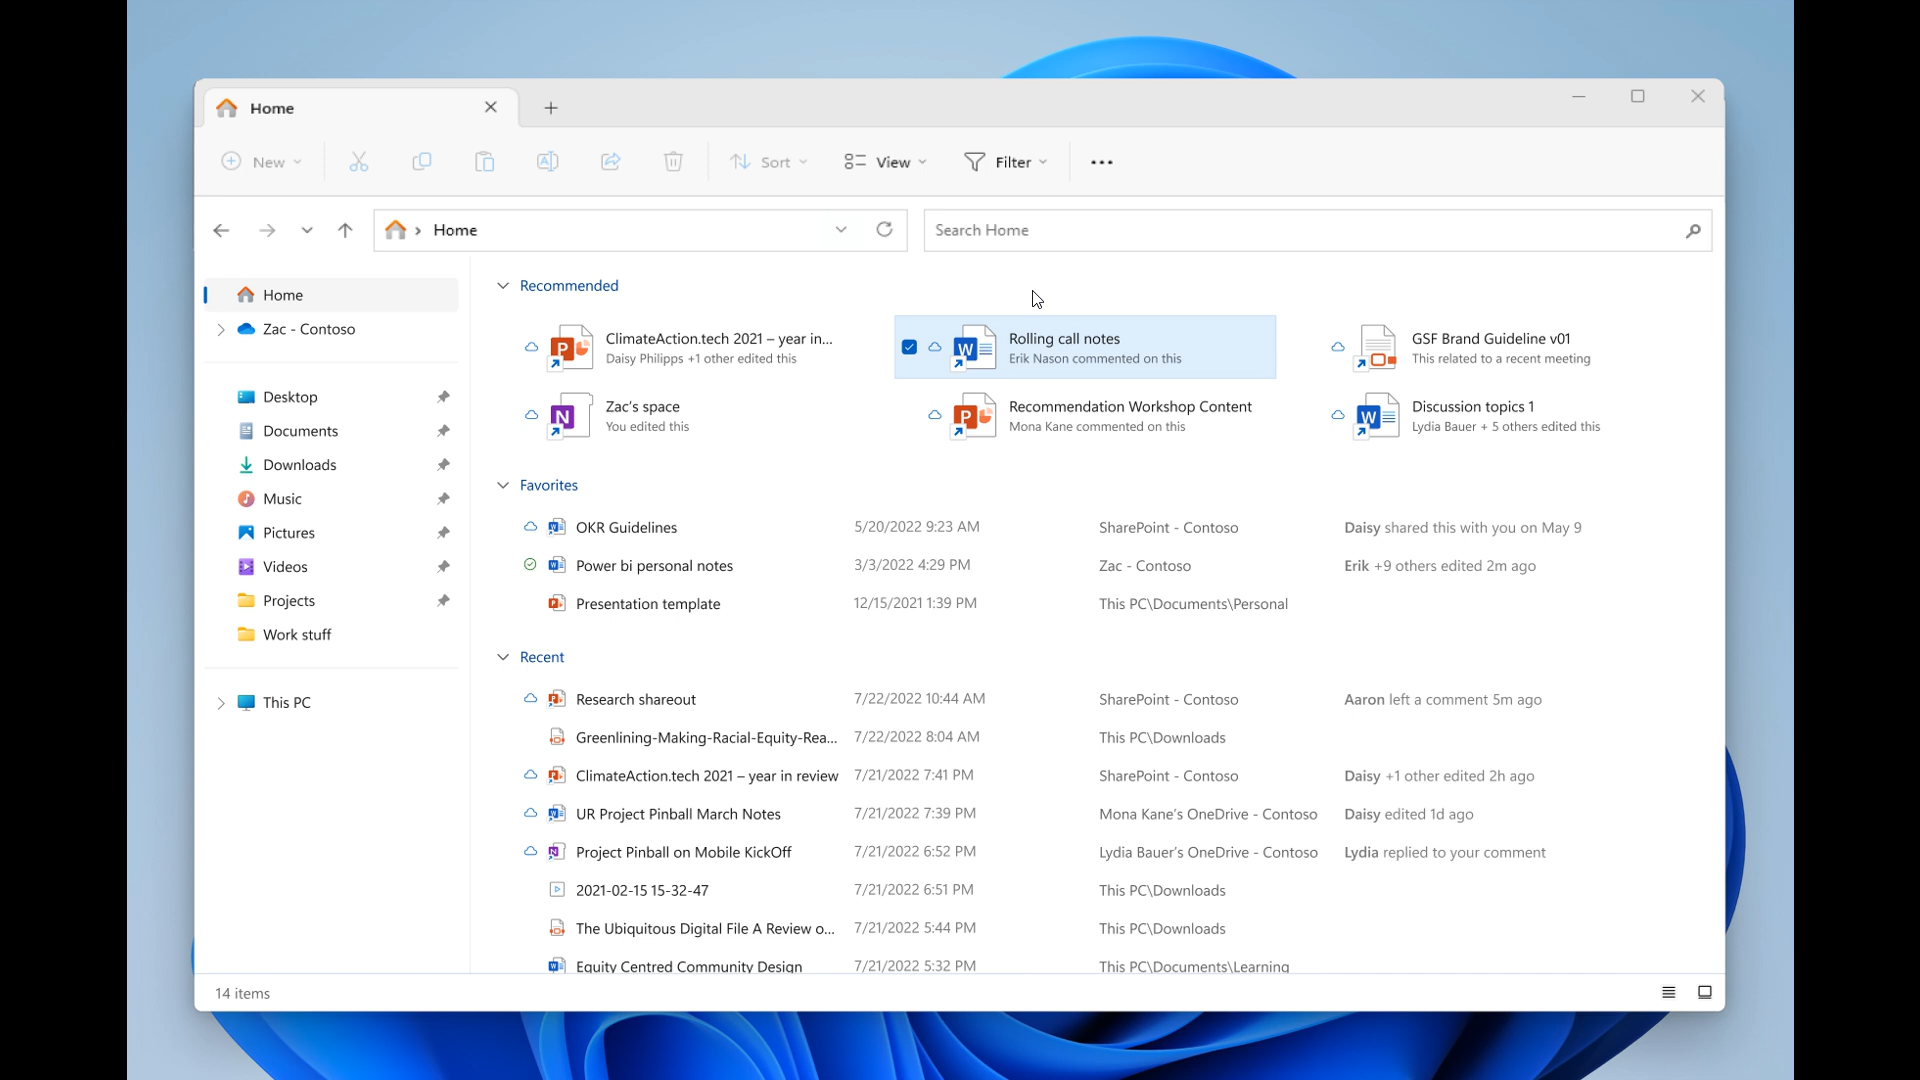 Home
New
Sort
View
Filter
Home
Search Home
Home
Zac - Contoso
Desktop
Documents
Downloads
Music
Pictures
Videos
Projects
Work stuff
This PC
Recommended
ClimateAction.tech 2021 – year in...
Daisy Philipps +1 other edited this
Rolling call notes
Erik Nason commented on this
GSF Brand Guideline v01
This related to a recent meeting
Zac's space
You edited this
Recommendation Workshop Content
Mona Kane commented on this
Discussion topics 1
Lydia Bauer + 5 others edited this
Favorites
OKR Guidelines 5/20/2022 9:23 AM SharePoint - Contoso Daisy shared this with you on May 9
Power bi personal notes 3/3/2022 4:29 PM Zac - Contoso Erik +9 others edited 2m ago
Presentation template 12/15/2021 1:39 PM This PC\Documents\Personal
Recent
Research shareout 7/22/2022 10:44 AM SharePoint - Contoso Aaron left a comment 5m ago
Greenlining-Making-Racial-Equity-Rea... 7/22/2022 8:04 AM This PC\Downloads
ClimateAction.tech 2021 – year in review 7/21/2022 7:41 PM SharePoint - Contoso Daisy +1 other edited 2h ago
UR Project Pinball March Notes 7/21/2022 7:39 PM Mona Kane's OneDrive - Contoso Daisy edited 1d ago
Project Pinball on Mobile KickOff 7/21/2022 6:52 PM Lydia Bauer's OneDrive - Contoso Lydia replied to your comment
2021-02-15 15-32-47 7/21/2022 6:51 PM This PC\Downloads
The Ubiquitous Digital File A Review o... 7/21/2022 5:44 PM This PC\Downloads
Equity Centred Community Design 7/21/2022 5:32 PM This PC\Documents\Learning
14 items